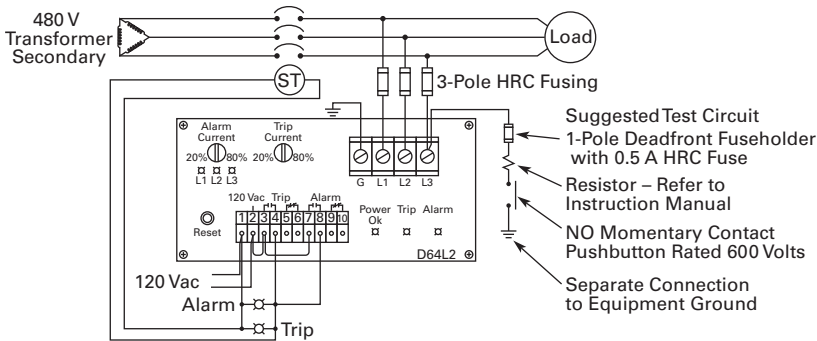 480 V
Transformer
Secondary
Load
ST
3-Pole HRC Fusing
Suggested Test Circuit
1-Pole Deadfront Fuseholder
with 0.5 A HRC Fuse
Resistor – Refer to
Instruction Manual
NO Momentary Contact
Pushbutton Rated 600 Volts
Separate Connection
to Equipment Ground
Alarm
Current
20% 80%
L1 L2 L3
Trip
Current
20% 80%
G L1 L2 L3
120 Vac Trip Alarm
1 2 3 4 5 6 7 8 9 10
Reset
Power
Ok
Trip
Alarm
D64L2
120 Vac
Alarm
Trip